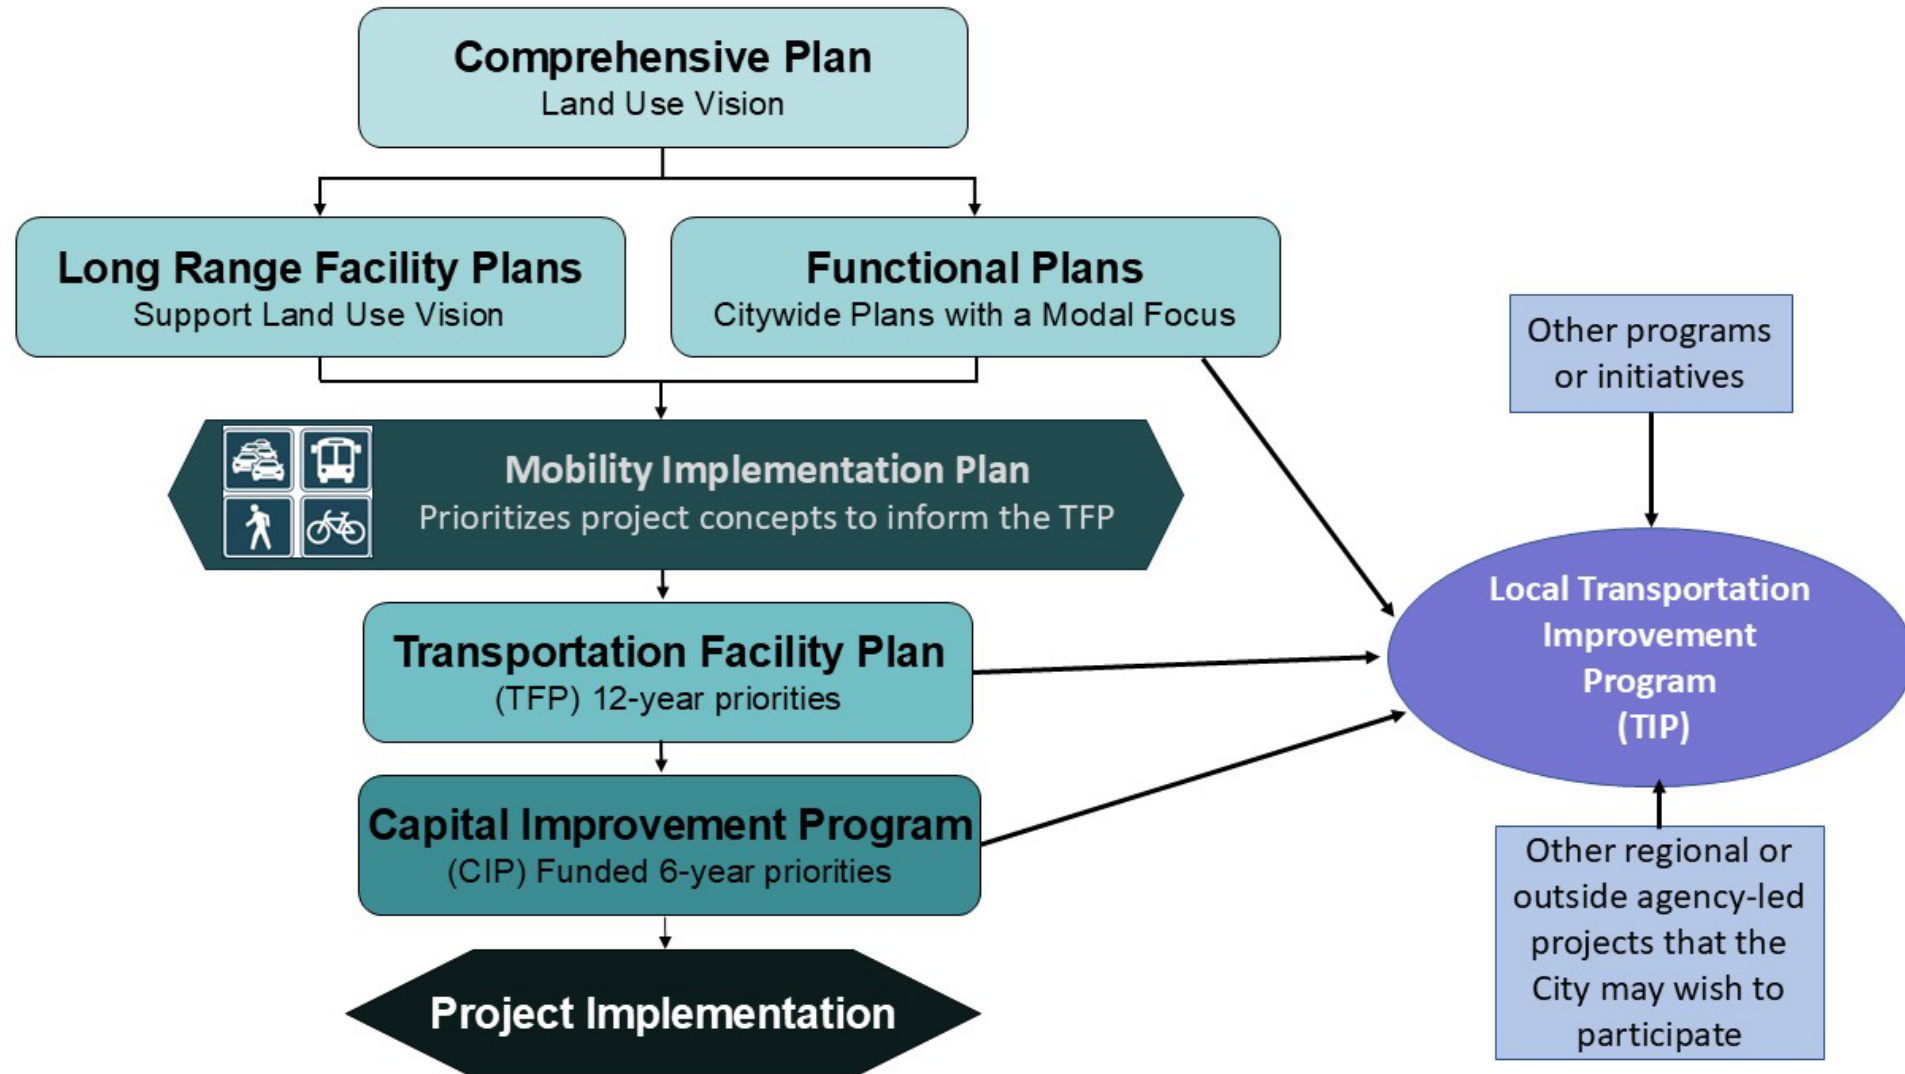 Comprehensive Plan
Land Use Vision
Long Range Facility Plans
Support Land Use Vision
Functional Plans
Citywide Plans with a Modal Focus
Other programs
or initiatives
Mobility Implementation Plan
Prioritizes project concepts to inform the TFP
Local Transportation
Improvement
Program
(TIP)
Transportation Facility Plan
(TFP) 12-year priorities
Capital Improvement Program
(CIP) Funded 6-year priorities
Other regional or
outside agency-led
projects that the
City may wish to
participate
Project Implementation